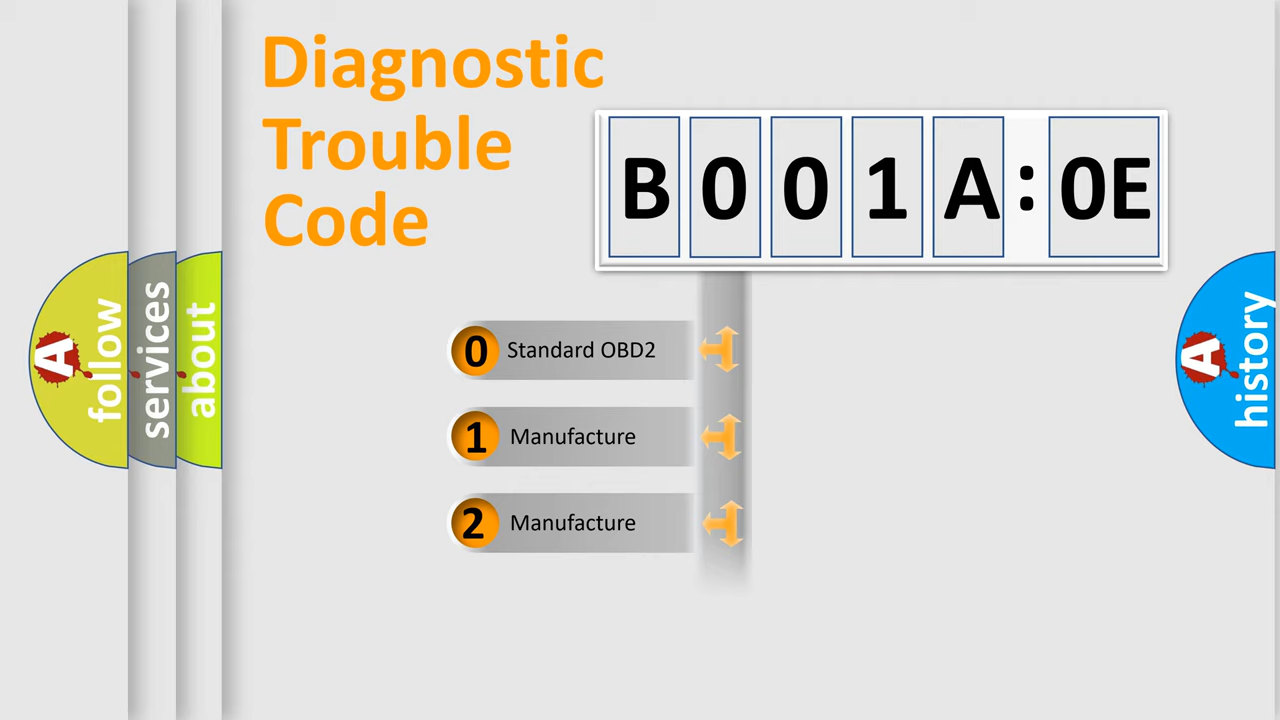 Diagnostic
Trouble
Code
B001A:0E
0 Standard OBD2
1 Manufacture
2 Manufacture
A follow
services
about
A history